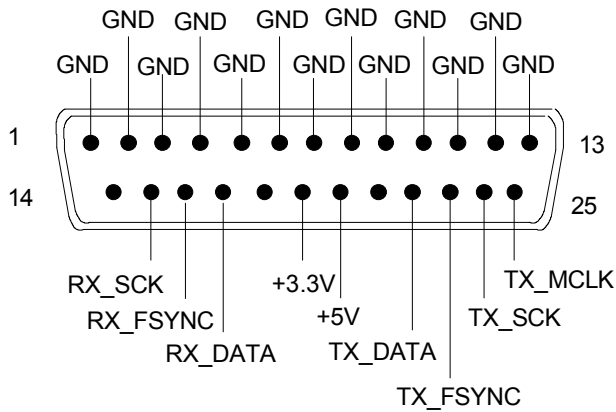 GND GND GND GND GND GND
GND GND GND GND GND GND GND
1 13
14 25
RX_SCK +3.3V TX_MCLK
RX_FSYNC +5V TX_SCK
RX_DATA TX_DATA
TX_FSYNC